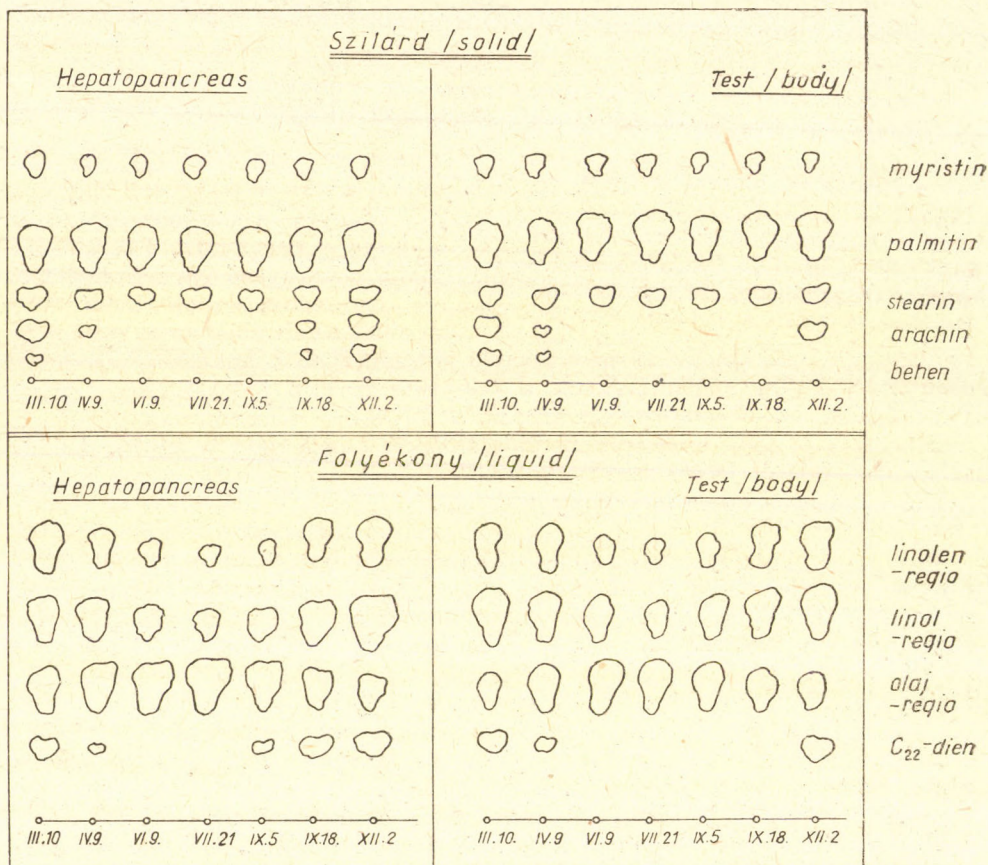 Szilárd /solid/
Hepatopancreas
Test /body/
myristin
palmitin
stearin
arachin
behen
III.10. IV.9. VI.9. VII.21. IX.5. IX.18. XII.2.
III.10. IV.9. VI.9. VII.21 IX.5. IX.18. XII.2.
Folyékony /liquid/
Hepatopancreas
Test /body/
linolen
-regio
linol
-regio
olaj
-regio
C₂₂-dien
III.10 IV.9. VI.9. VII.21 IX.5 IX.18. XII.2
III.10. IV.9 VI.9 VII 21 IX.5 IX.18. XII.2